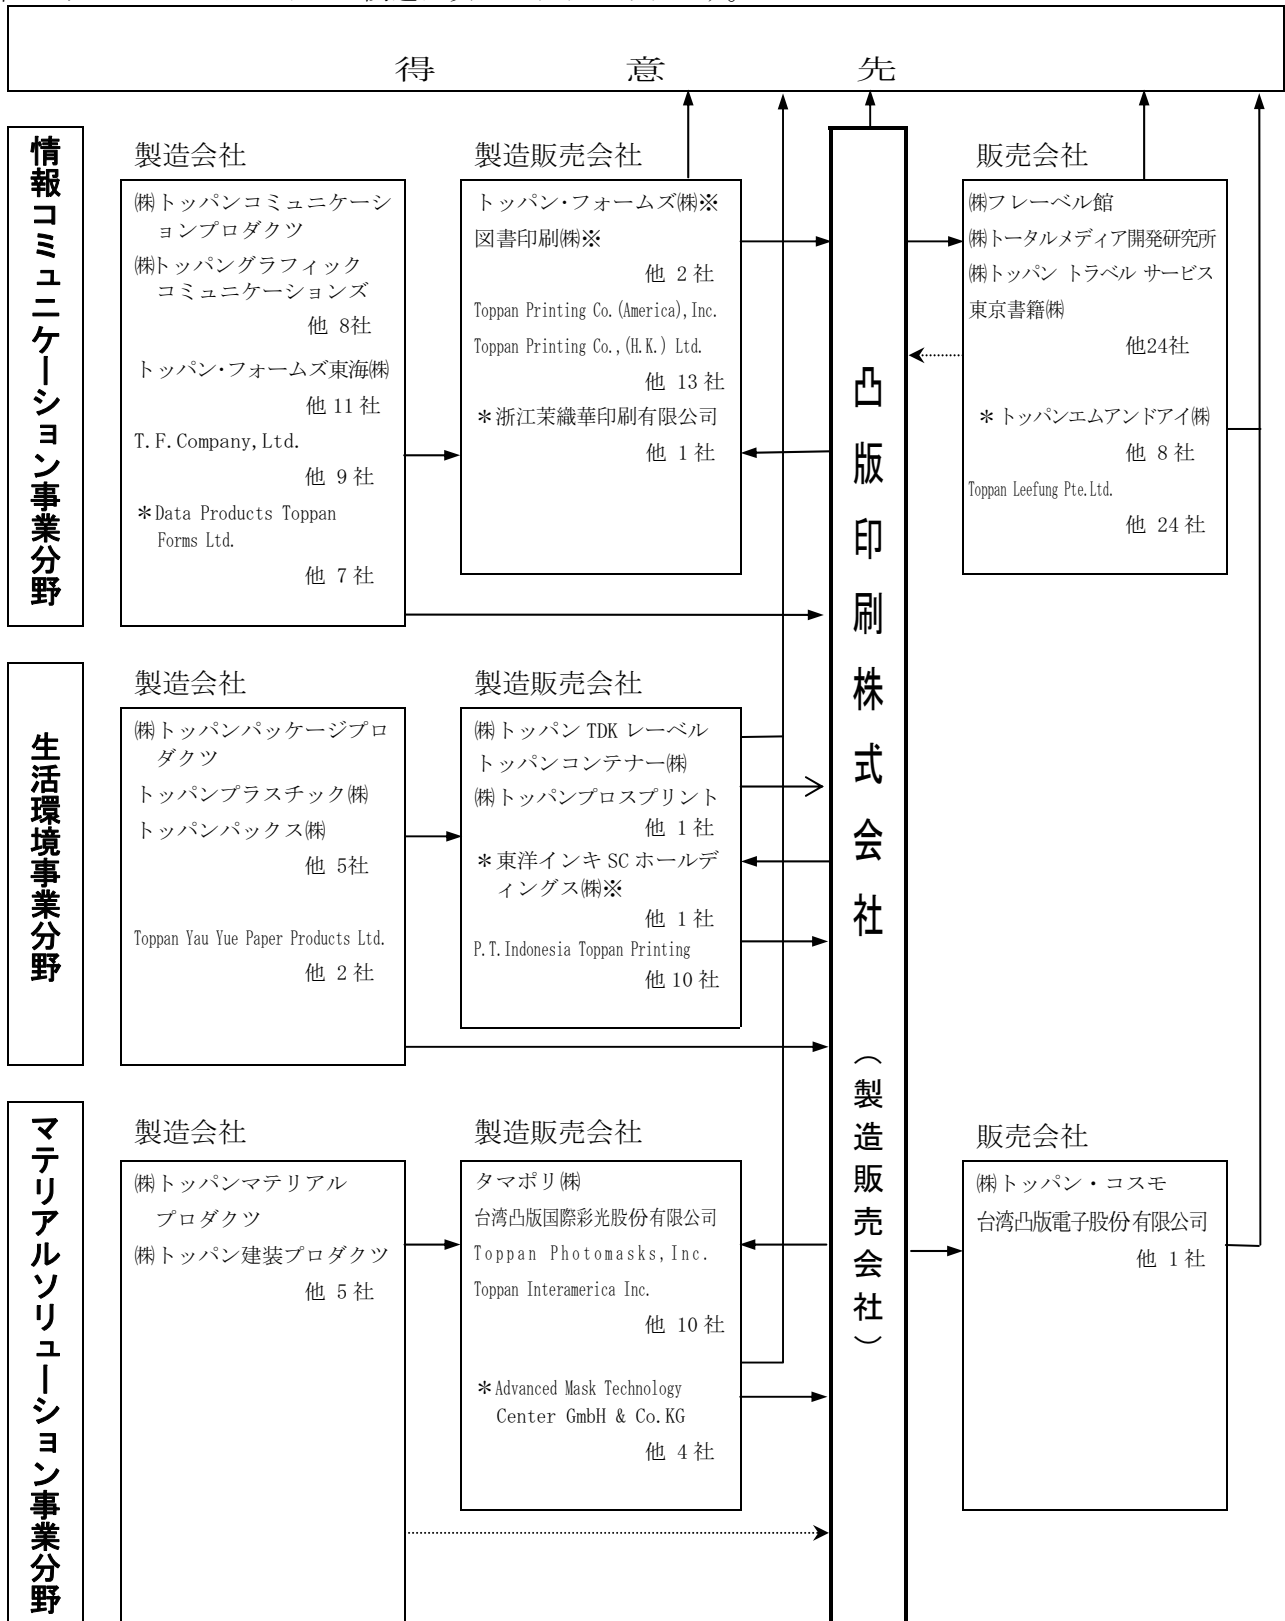 得意先
情報コミュニケーション事業分野
製造会社
㈱トッパンコミュニケーシ
ョンプロダクツ
㈱トッパングラフィック
コミュニケーションズ
他 8社
トッパン・フォームズ東海㈱
他 11 社
T.F.Company,Ltd.
他 9 社
＊Data Products Toppan
Forms Ltd.
他 7 社
製造販売会社
トッパン・フォームズ㈱※
図書印刷㈱※
他 2 社
Toppan Printing Co.(America),Inc.
Toppan Printing Co.,(H.K.) Ltd.
他 13 社
＊浙江茉織華印刷有限公司
他 1 社
販売会社
㈱フレーベル館
㈱トータルメディア開発研究所
㈱トッパン トラベル サービス
東京書籍㈱
他24社
＊トッパンエムアンドアイ㈱
他 8 社
Toppan Leefung Pte.Ltd.
他 24 社
凸版印刷株式会社
（製造販売会社）
生活環境事業分野
製造会社
㈱トッパンパッケージプロ
ダクツ
トッパンプラスチック㈱
トッパンパックス㈱
他 5社
Toppan Yau Yue Paper Products Ltd.
他 2 社
製造販売会社
㈱トッパン TDK レーベル
トッパンコンテナー㈱
㈱トッパンプロスプリント
他 1 社
＊東洋インキ SC ホールデ
ィングス㈱※
他 1 社
P.T.Indonesia Toppan Printing
他 10 社
マテリアルソリューション事業分野
製造会社
㈱トッパンマテリアル
プロダクツ
㈱トッパン建装プロダクツ
他 5 社
製造販売会社
タマポリ㈱
台湾凸版国際彩光股份有限公司
Toppan Photomasks,Inc.
Toppan Interamerica Inc.
他 10 社
＊Advanced Mask Technology
Center GmbH & Co.KG
他 4 社
販売会社
㈱トッパン・コスモ
台湾凸版電子股份有限公司
他 1 社